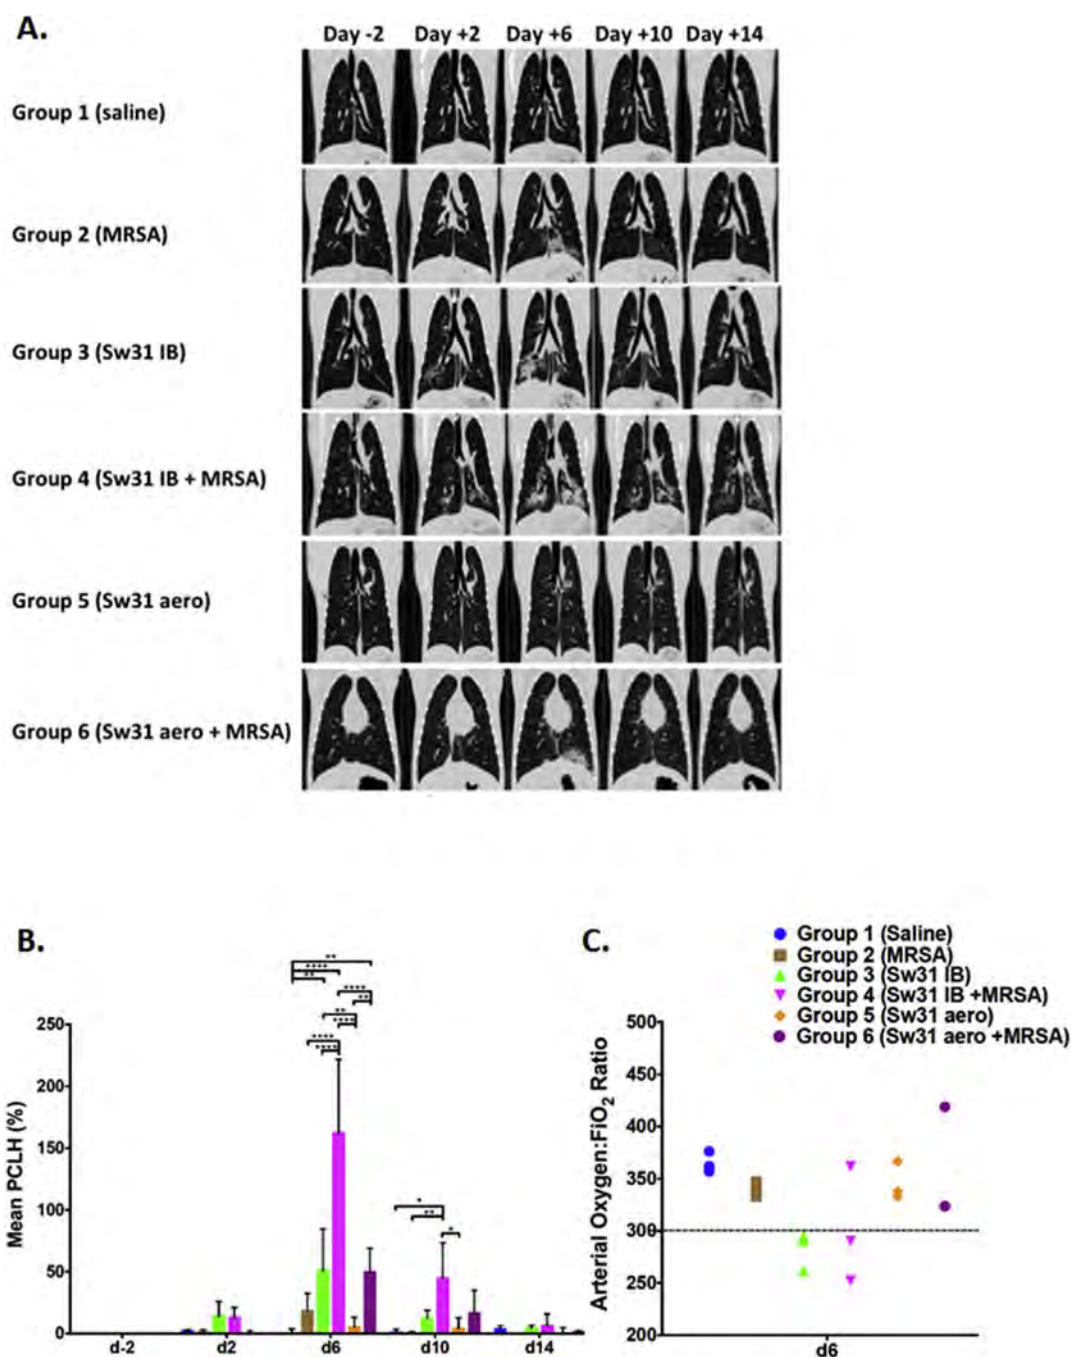 A.
Day -2 Day +2 Day +6 Day +10 Day +14
Group 1 (saline)
Group 2 (MRSA)
Group 3 (Sw31 IB)
Group 4 (Sw31 IB + MRSA)
Group 5 (Sw31 aero)
Group 6 (Sw31 aero + MRSA)
B.
Mean PCLH (%)
250
200
150
100
50
0
d-2 d2 d6 d10 d14
**
****
**
****
**
**
****
****
****
*
**
*
C.
Group 1 (Saline)
Group 2 (MRSA)
Group 3 (Sw31 IB)
Group 4 (Sw31 IB +MRSA)
Group 5 (Sw31 aero)
Group 6 (Sw31 aero +MRSA)
Arterial Oxygen:FiO2 Ratio
500
450
400
350
300
250
200
d6